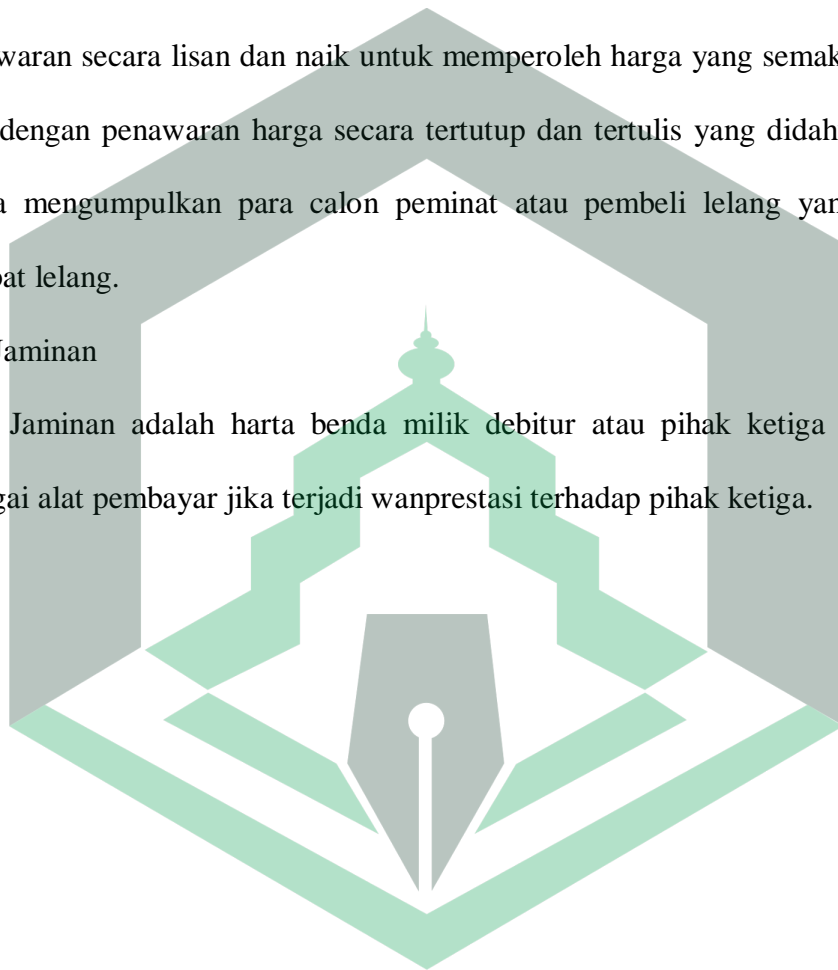 waran secara lisan dan naik untuk memperoleh harga yang semak
dengan penawaran harga secara tertutup dan tertulis yang didah
a mengumpulkan para calon peminat atau pembeli lelang yan
pat lelang.
Jaminan
Jaminan adalah harta benda milik debitur atau pihak ketiga
gai alat pembayar jika terjadi wanprestasi terhadap pihak ketiga.